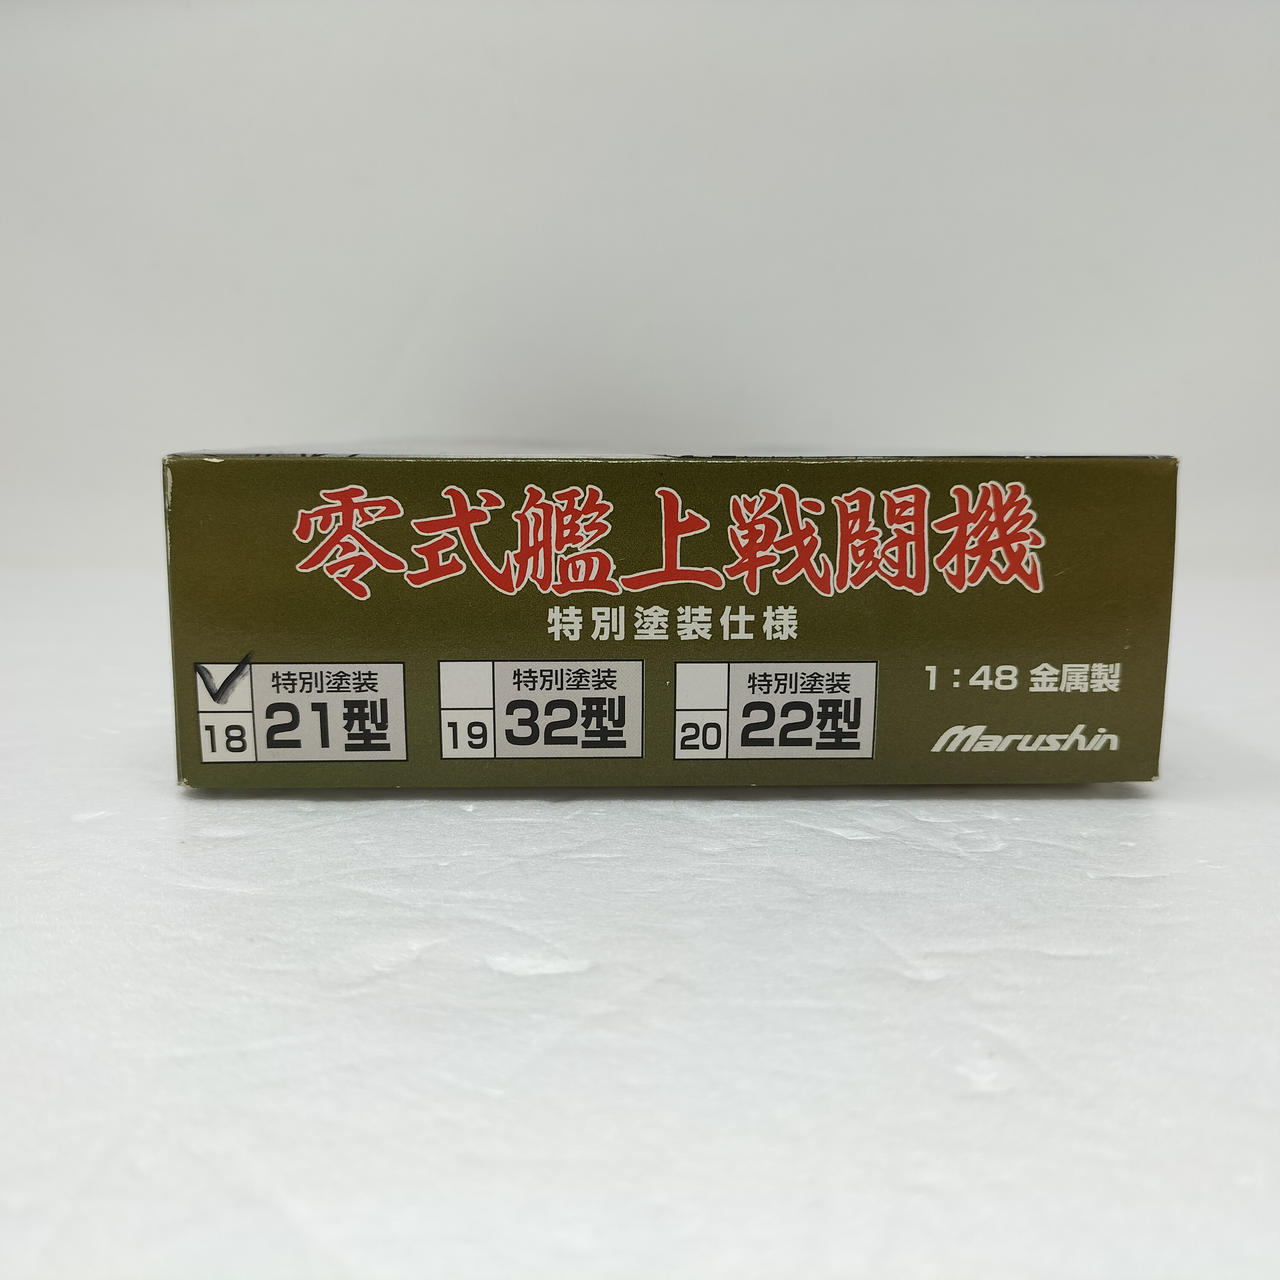 零式艦上戦闘機
特別塗装仕様
18 特別塗装 21型
19 特別塗装 32型
20 特別塗装 22型
1:48 金属製
Marushin